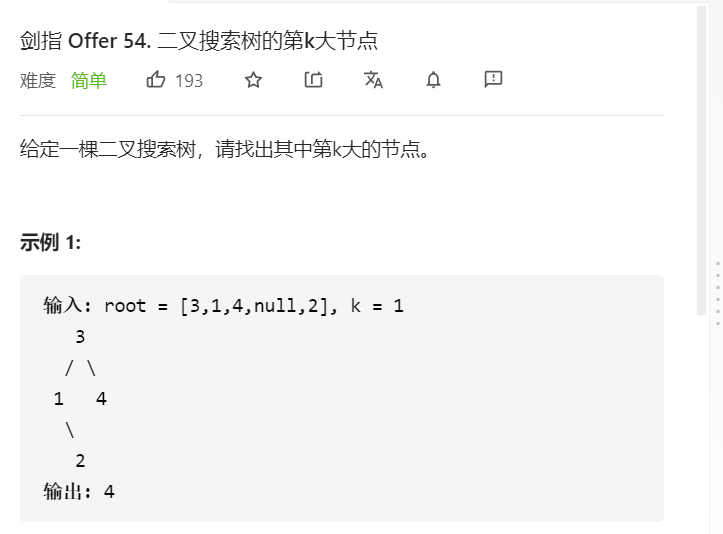 剑指 Offer 54. 二叉搜索树的第k大节点
难度 简单 193
给定一棵二叉搜索树，请找出其中第k大的节点。
示例 1:
输入: root = [3,1,4,null,2], k = 1
3
/ \
1 4
\
2
输出: 4